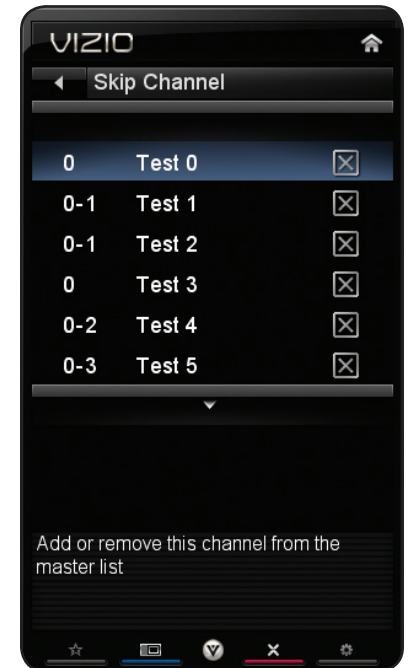 VIZIO
Skip Channel
0 Test 0
0-1 Test 1
0-1 Test 2
0 Test 3
0-2 Test 4
0-3 Test 5
Add or remove this channel from the
master list
V